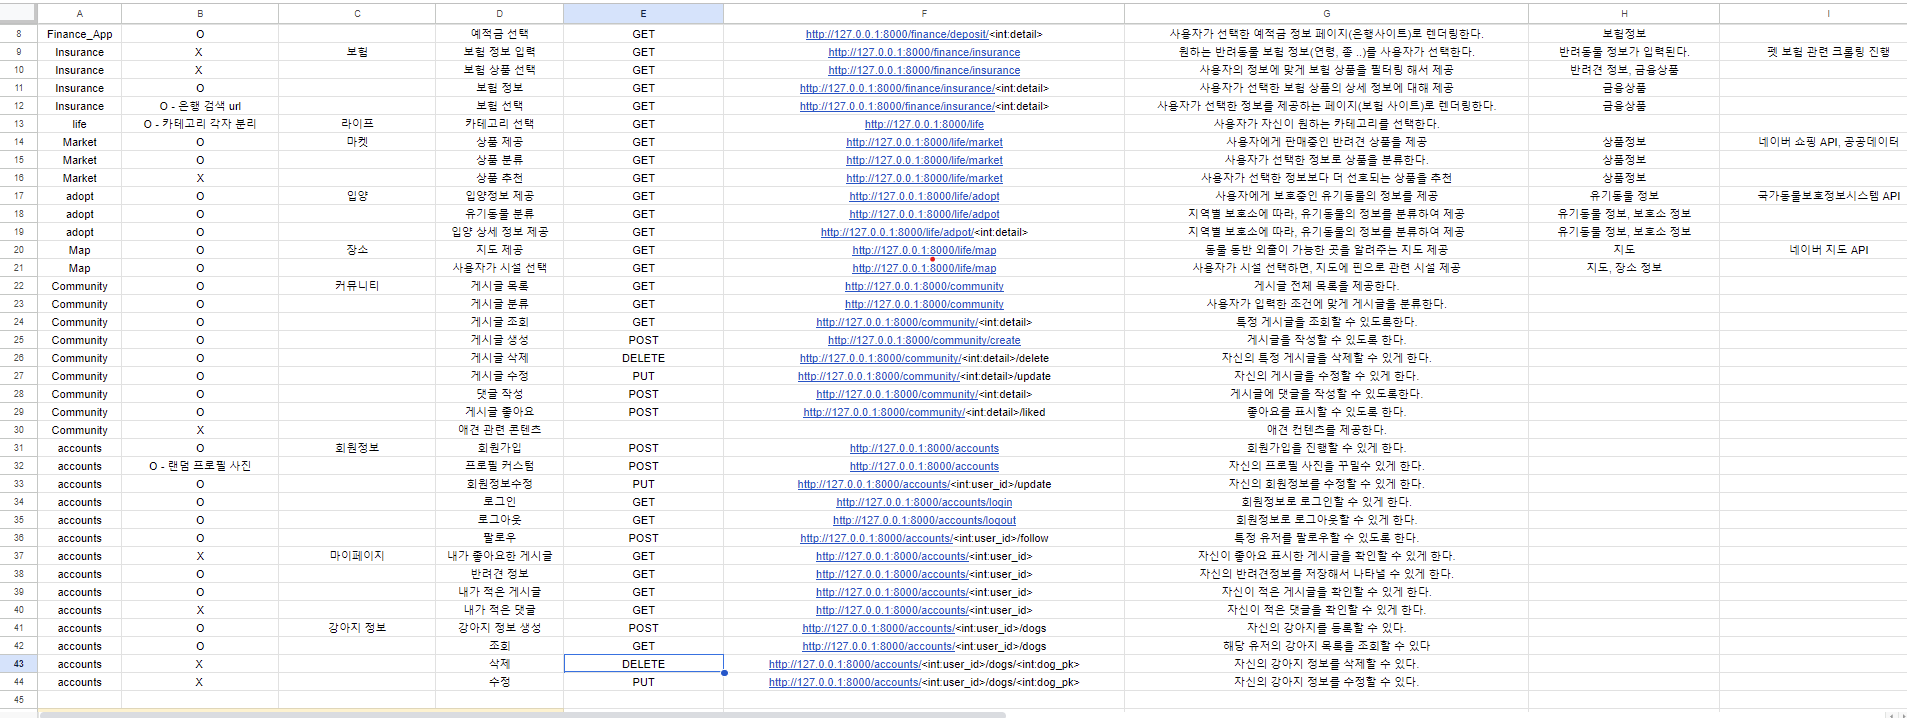 A B C D E F G H I
8 Finance_App O 예적금 선택 GET http://127.0.0.1:8000/finance/deposit/<int:detail> 사용자가 선택한 예적금 정보 페이지(은행사이트)로 렌더링한다. 보험정보
9 Insurance X 보험 보험 정보 입력 GET http://127.0.0.1:8000/finance/insurance 원하는 반려동물 보험 정보(연령, 종 ..)를 사용자가 선택한다. 반려동물 정보가 입력된다. 펫 보험 관련 크롤링 진행
10 Insurance X 보험 상품 선택 GET http://127.0.0.1:8000/finance/insurance 사용자의 정보에 맞게 보험 상품을 필터링 해서 제공 반려견 정보, 금융상품
11 Insurance O 보험 정보 GET http://127.0.0.1:8000/finance/insurance/<int:detail> 사용자가 선택한 보험 상품의 상세 정보에 대해 제공 금융상품
12 Insurance O - 은행 검색 url 보험 선택 GET http://127.0.0.1:8000/finance/insurance/<int:detail> 사용자가 선택한 정보를 제공하는 페이지(보험 사이트)로 렌더링한다. 금융상품
13 life O - 카테고리 각자 분리 라이프 카테고리 선택 GET http://127.0.0.1:8000/life 사용자가 자신이 원하는 카테고리를 선택한다.
14 Market O 마켓 상품 제공 GET http://127.0.0.1:8000/life/market 사용자에게 판매중인 반려견 상품을 제공 상품정보 네이버 쇼핑 API, 공공데이터
15 Market O 상품 분류 GET http://127.0.0.1:8000/life/market 사용자가 선택한 정보로 상품을 분류한다. 상품정보
16 Market X 상품 추천 GET http://127.0.0.1:8000/life/market 사용자가 선택한 정보보다 더 선호되는 상품을 추천 상품정보
17 adopt O 입양 입양정보 제공 GET http://127.0.0.1:8000/life/adopt 사용자에게 보호중인 유기동물의 정보를 제공 유기동물 정보 국가동물보호정보시스템 API
18 adopt O 유기동물 분류 GET http://127.0.0.1:8000/life/adpot 지역별 보호소에 따라, 유기동물의 정보를 분류하여 제공 유기동물 정보, 보호소 정보
19 adopt O 입양 상세 정보 제공 GET http://127.0.0.1:8000/life/adpot/<int:detail> 지역별 보호소에 따라, 유기동물의 정보를 분류하여 제공 유기동물 정보, 보호소 정보
20 Map O 장소 지도 제공 GET http://127.0.0.1:8000/life/map 동물 동반 외출이 가능한 곳을 알려주는 지도 제공 지도 네이버 지도 API
21 Map O 사용자가 시설 선택 GET http://127.0.0.1:8000/life/map 사용자가 시설 선택하면, 지도에 핀으로 관련 시설 제공 지도, 장소 정보
22 Community O 커뮤니티 게시글 목록 GET http://127.0.0.1:8000/community 게시글 전체 목록을 제공한다.
23 Community O 게시글 분류 GET http://127.0.0.1:8000/community 사용자가 입력한 조건에 맞게 게시글을 분류한다.
24 Community O 게시글 조회 GET http://127.0.0.1:8000/community/<int:detail> 특정 게시글을 조회할 수 있도록한다.
25 Community O 게시글 생성 POST http://127.0.0.1:8000/community/create 게시글을 작성할 수 있도록 한다.
26 Community O 게시글 삭제 DELETE http://127.0.0.1:8000/community/<int:detail>/delete 자신의 특정 게시글을 삭제할 수 있게 한다.
27 Community O 게시글 수정 PUT http://127.0.0.1:8000/community/<int:detail>/update 자신의 게시글을 수정할 수 있게 한다.
28 Community O 댓글 작성 POST http://127.0.0.1:8000/community/<int:detail> 게시글에 댓글을 작성할 수 있도록한다.
29 Community O 게시글 좋아요 POST http://127.0.0.1:8000/community/<int:detail>/liked 좋아요를 표시할 수 있도록 한다.
30 Community X 애견 관련 콘텐츠 애견 컨텐츠를 제공한다.
31 accounts O 회원정보 회원가입 POST http://127.0.0.1:8000/accounts 회원가입을 진행할 수 있게 한다.
32 accounts O - 랜덤 프로필 사진 프로필 커스텀 POST http://127.0.0.1:8000/accounts 자신의 프로필 사진을 꾸밀수 있게 한다.
33 accounts O 회원정보수정 PUT http://127.0.0.1:8000/accounts/<int:user_id>/update 자신의 회원정보를 수정할 수 있게 한다.
34 accounts O 로그인 GET http://127.0.0.1:8000/accounts/login 회원정보로 로그인할 수 있게 한다.
35 accounts O 로그아웃 GET http://127.0.0.1:8000/accounts/logout 회원정보로 로그아웃할 수 있게 한다.
36 accounts O 팔로우 POST http://127.0.0.1:8000/accounts/<int:user_id>/follow 특정 유저를 팔로우할 수 있도록 한다.
37 accounts X 마이페이지 내가 좋아요한 게시글 GET http://127.0.0.1:8000/accounts/<int:user_id> 자신이 좋아요 표시한 게시글을 확인할 수 있게 한다.
38 accounts O 반려견 정보 GET http://127.0.0.1:8000/accounts/<int:user_id> 자신의 반려견정보를 저장해서 나타낼 수 있게 한다.
39 accounts O 내가 적은 게시글 GET http://127.0.0.1:8000/accounts/<int:user_id> 자신이 적은 게시글을 확인할 수 있게 한다.
40 accounts X 내가 적은 댓글 GET http://127.0.0.1:8000/accounts/<int:user_id> 자신이 적은 댓글을 확인할 수 있게 한다.
41 accounts O 강아지 정보 강아지 정보 생성 POST http://127.0.0.1:8000/accounts/<int:user_id>/dogs 자신의 강아지를 등록할 수 있다.
42 accounts O 조회 GET http://127.0.0.1:8000/accounts/<int:user_id>/dogs 해당 유저의 강아지 목록을 조회할 수 있다
43 accounts X 삭제 DELETE http://127.0.0.1:8000/accounts/<int:user_id>/dogs/<int:dog_pk> 자신의 강아지 정보를 삭제할 수 있다.
44 accounts X 수정 PUT http://127.0.0.1:8000/accounts/<int:user_id>/dogs/<int:dog_pk> 자신의 강아지 정보를 수정할 수 있다.
45